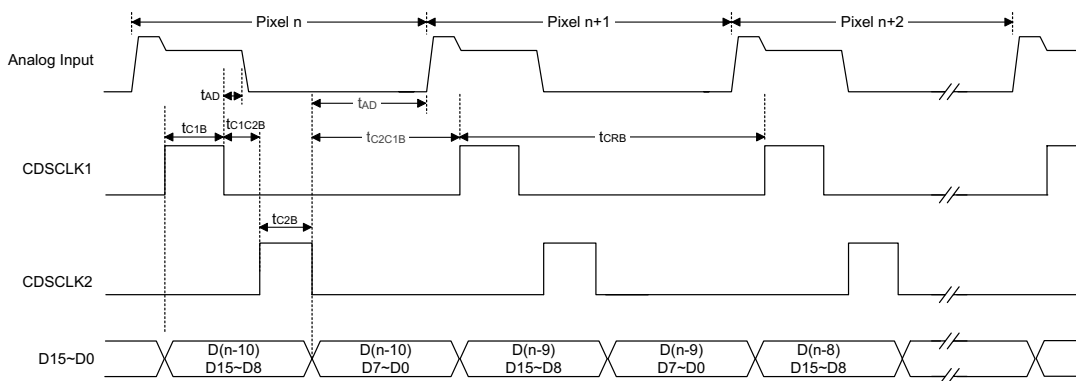 Pixel n
Pixel n+1
Pixel n+2
Analog Input
tAD
tAD
tC1B
tC1C2B
tC2C1B
tCRB
CDSCLK1
tC2B
CDSCLK2
D15~D0
D(n-10)
D15~D8
D(n-10)
D7~D0
D(n-9)
D15~D8
D(n-9)
D7~D0
D(n-8)
D15~D8